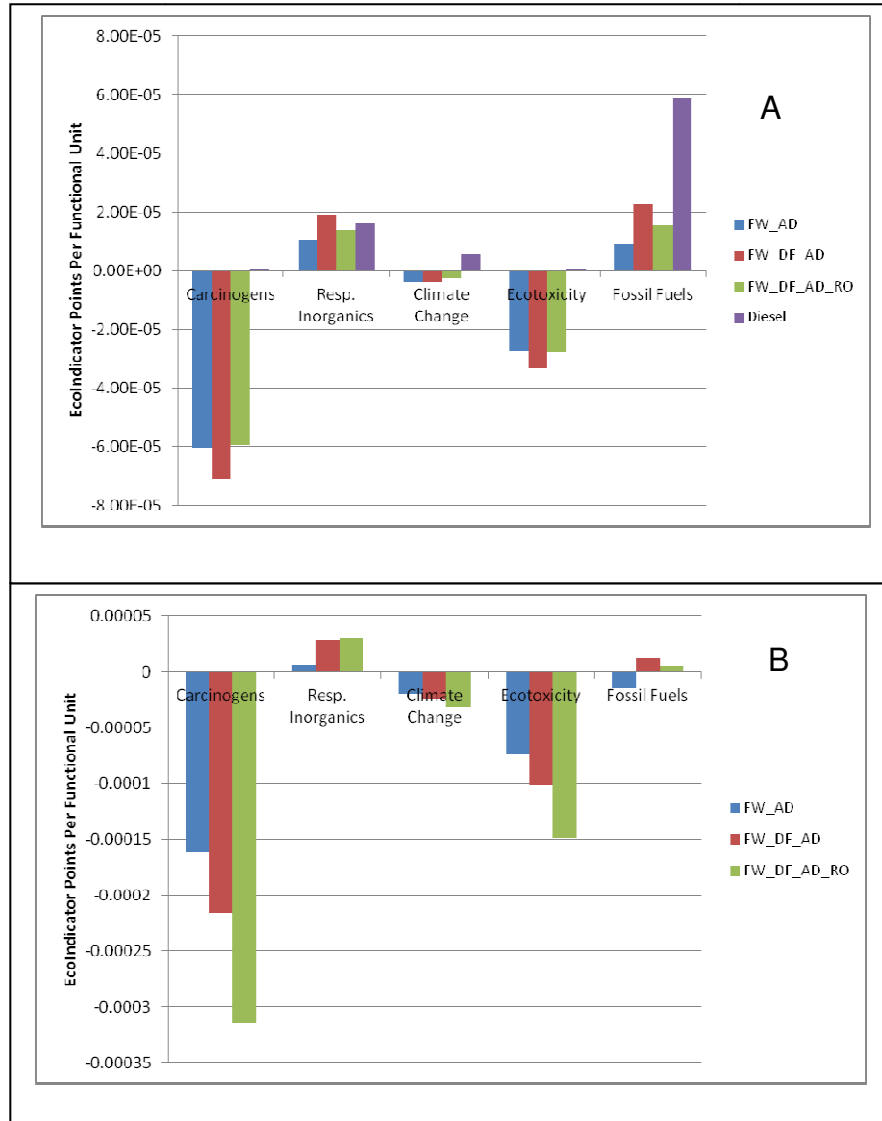 A
EcoIndicator Points Per Functional Unit
8.00E-05
6.00E-05
4.00E-05
2.00E-05
0.00E+00
-2.00E-05
-4.00E-05
-6.00E-05
-8.00E-05
Carcinogens
Resp.
Inorganics
Climate
Change
Ecotoxicity
Fossil Fuels
FW_AD
FW_DF_AD
FW_DF_AD_RO
Diesel
B
EcoIndicator Points Per Functional Unit
0.00005
0
-0.00005
-0.0001
-0.00015
-0.0002
-0.00025
-0.0003
-0.00035
Carcinogens
Resp.
Inorganics
Climate
Change
Ecotoxicity
Fossil Fuels
FW_AD
FW_DF_AD
FW_DF_AD_RO